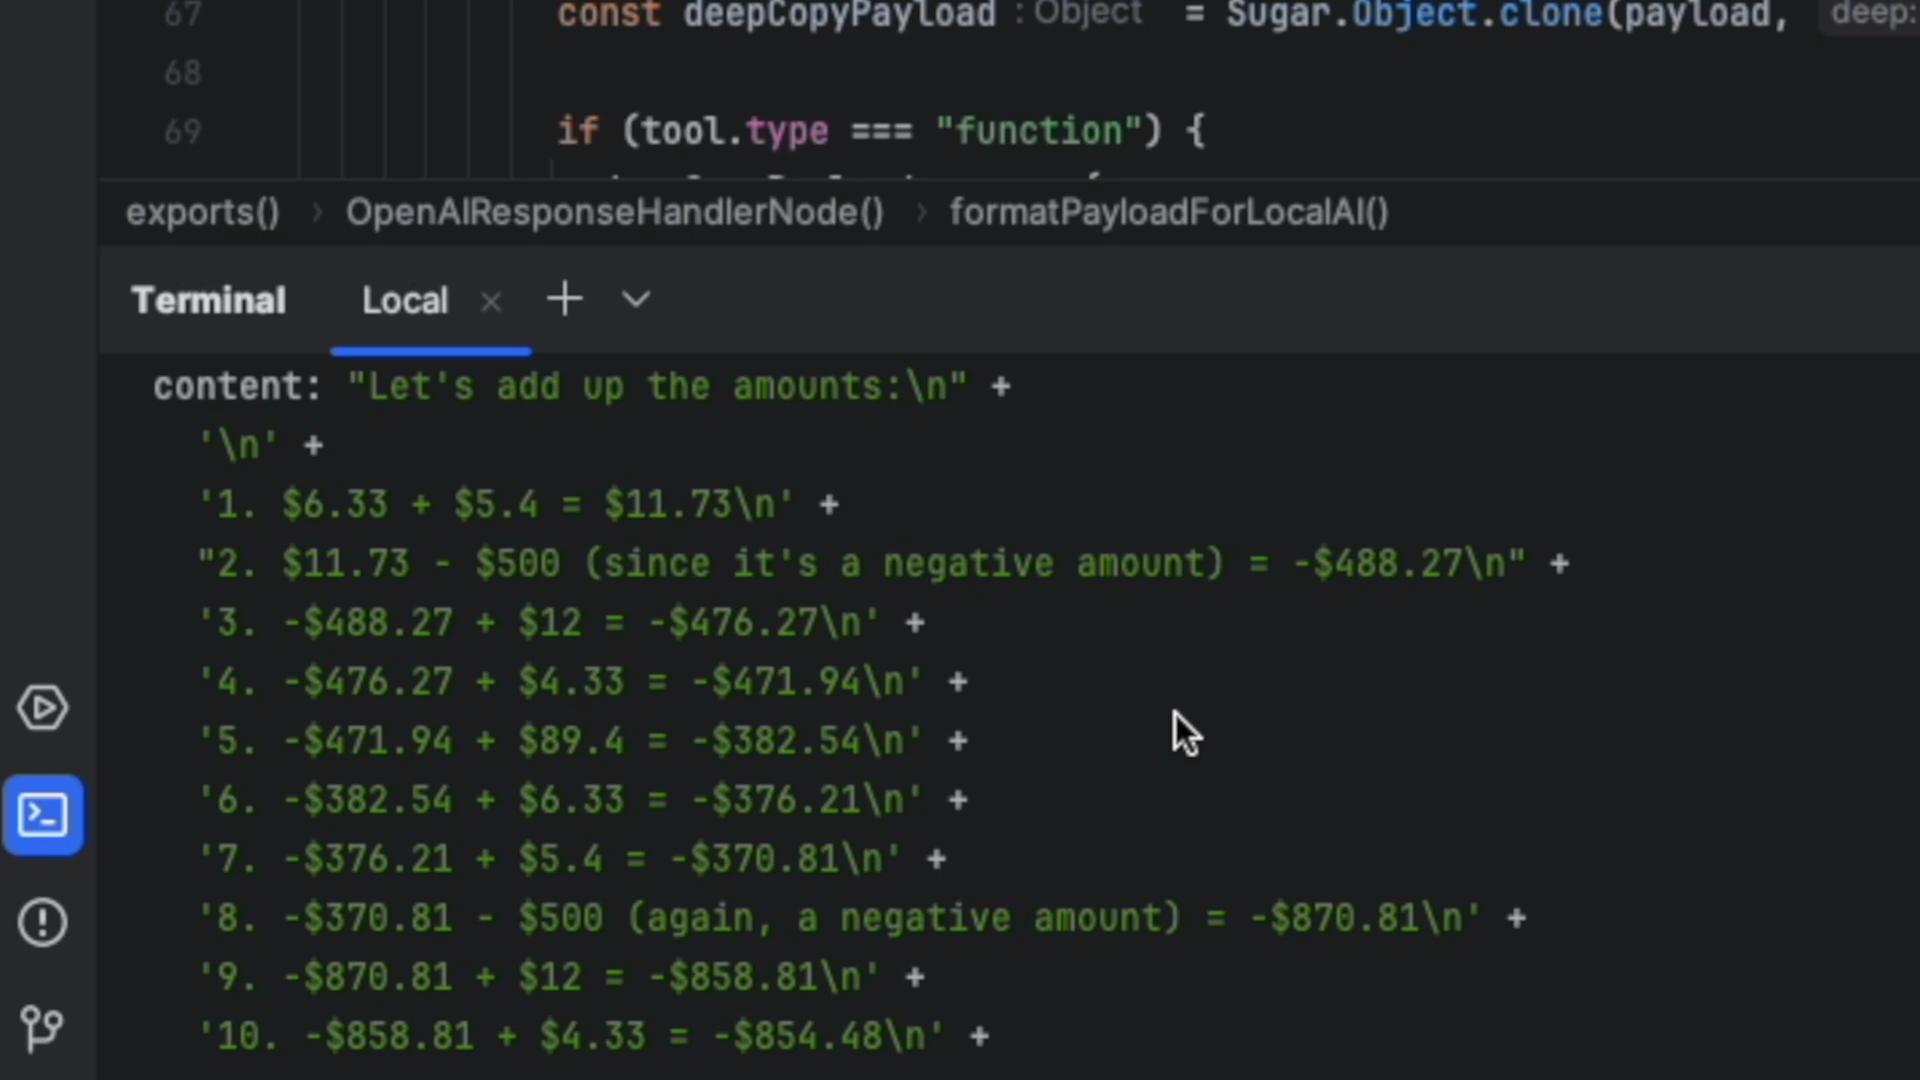 67 const deepCopyPayload : Object = Sugar.Object.clone(payload, deep:
68
69 if (tool.type === "function") {
exports() › OpenAIResponseHandlerNode() › formatPayloadForLocalAI()
Terminal Local × + 
content: "Let's add up the amounts:\n" +
'\n' +
'1. $6.33 + $5.4 = $11.73\n' +
"2. $11.73 - $500 (since it's a negative amount) = -$488.27\n" +
'3. -$488.27 + $12 = -$476.27\n' +
'4. -$476.27 + $4.33 = -$471.94\n' +
'5. -$471.94 + $89.4 = -$382.54\n' +
'6. -$382.54 + $6.33 = -$376.21\n' +
'7. -$376.21 + $5.4 = -$370.81\n' +
'8. -$370.81 - $500 (again, a negative amount) = -$870.81\n' +
'9. -$870.81 + $12 = -$858.81\n' +
'10. -$858.81 + $4.33 = -$854.48\n' +